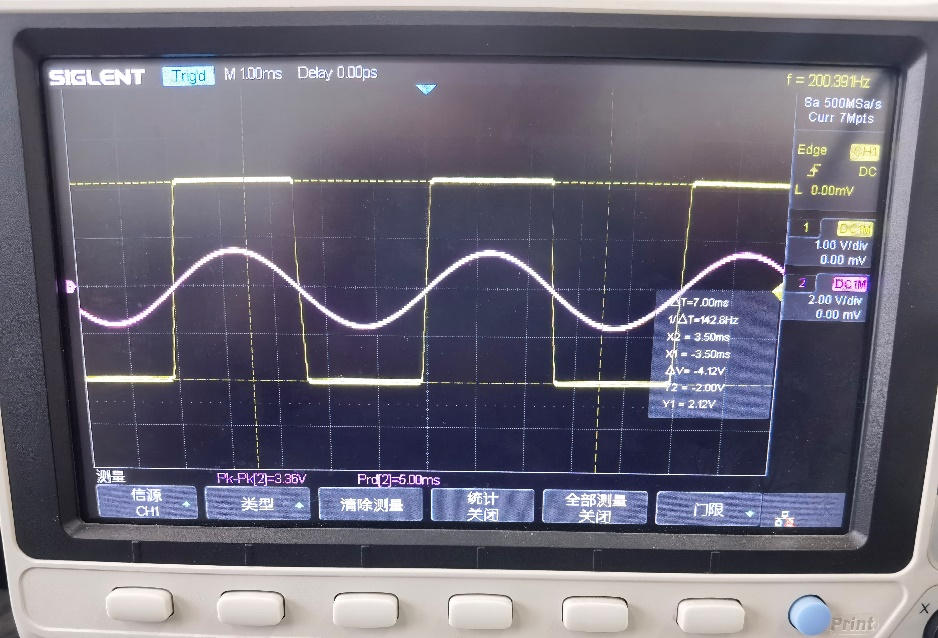 SIGLENT Trig'd M 1.00ms Delay 0.00ps f = 200.391Hz
Sa 500MSa/s
Curr 7Mpts
Edge CH1
DC
L 0.00mV
1 DC1M
1.00 V/div
0.00 mV
2 DC1M
2.00 V/div
0.00 mV
△T=7.00ms
1/△T=142.8Hz
X2 = 3.50ms
X1 = -3.50ms
△V= -4.12V
Y2 = -2.00V
Y1 = 2.12V
测量 Pk-Pk[2]=3.36V Prd[2]=5.00ms
信源
CH1
类型
清除测量
统计
关闭
全部测量
关闭
门限
Print
X